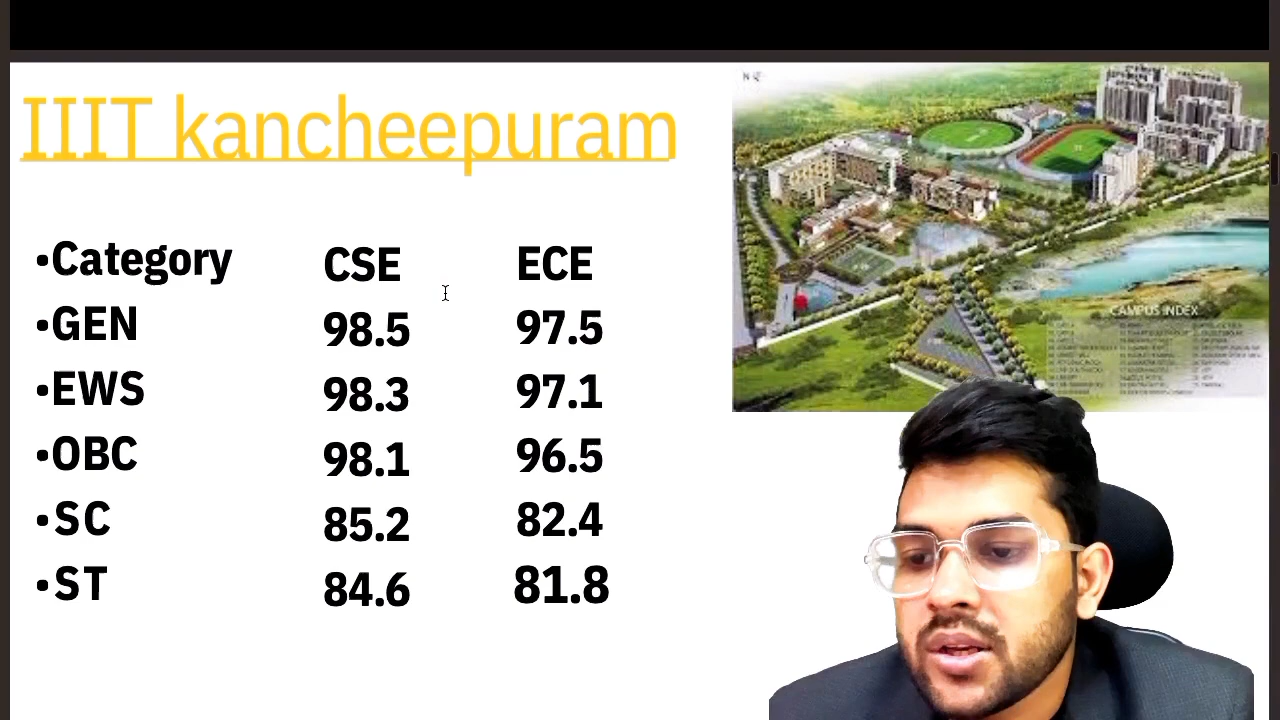 IIIT kancheepuram
•Category CSE ECE
•GEN 98.5 97.5
•EWS 98.3 97.1
•OBC 98.1 96.5
•SC 85.2 82.4
•ST 84.6 81.8
CAMPUS INDEX